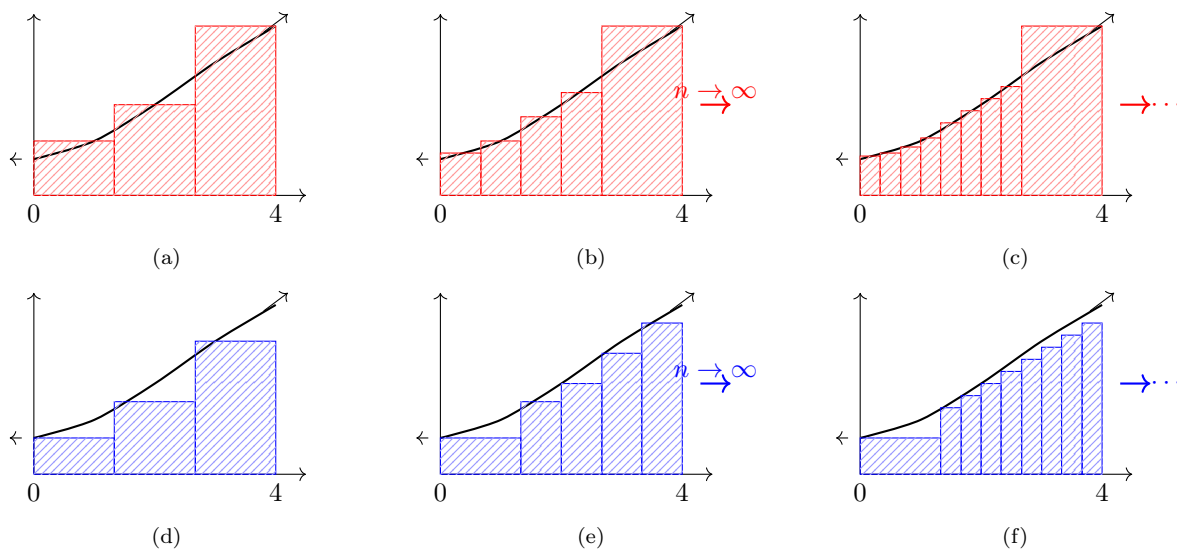 n → ∞
→ ···
0 4
0 4
0 4
(a)
(b)
(c)
n → ∞
→ ···
0 4
0 4
0 4
(d)
(e)
(f)